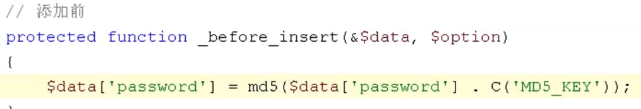 // 添加前
protected function _before_insert(&$data, $option)
{
$data['password'] = md5($data['password'] . C('MD5_KEY'));